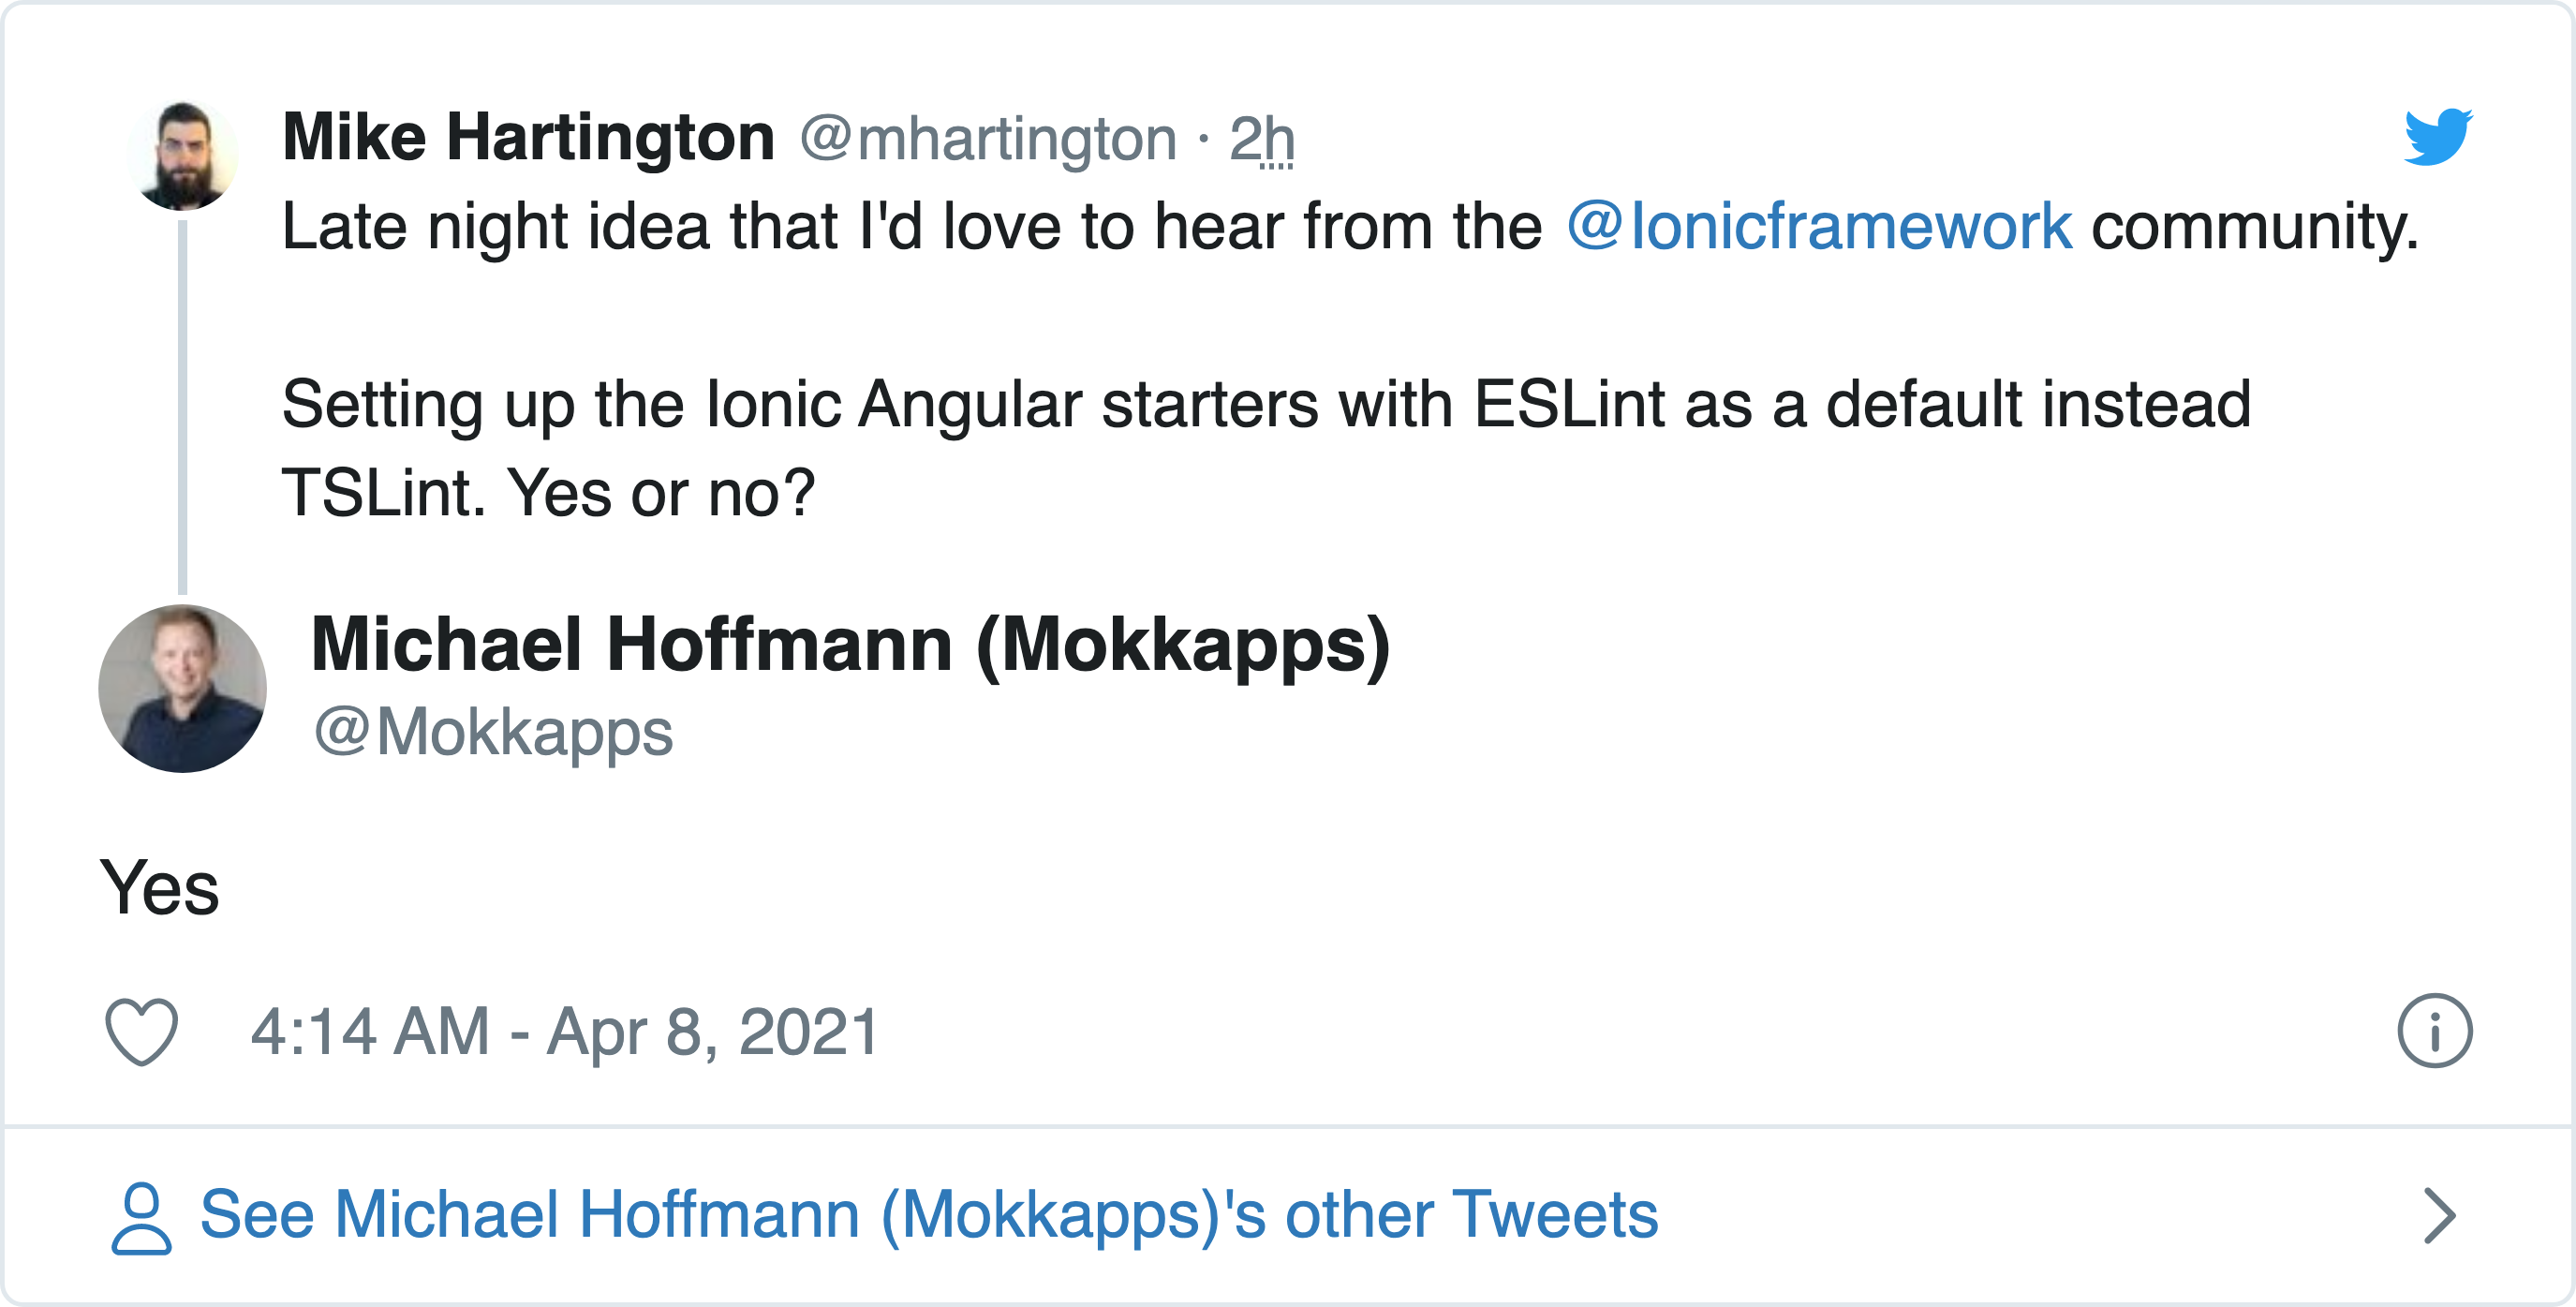 Mike Hartington @mhartington · 2h
Late night idea that I'd love to hear from the @Ionicframework community.
Setting up the Ionic Angular starters with ESLint as a default instead
TSLint. Yes or no?
Michael Hoffmann (Mokkapps)
@Mokkapps
Yes
4:14 AM - Apr 8, 2021
See Michael Hoffmann (Mokkapps)'s other Tweets